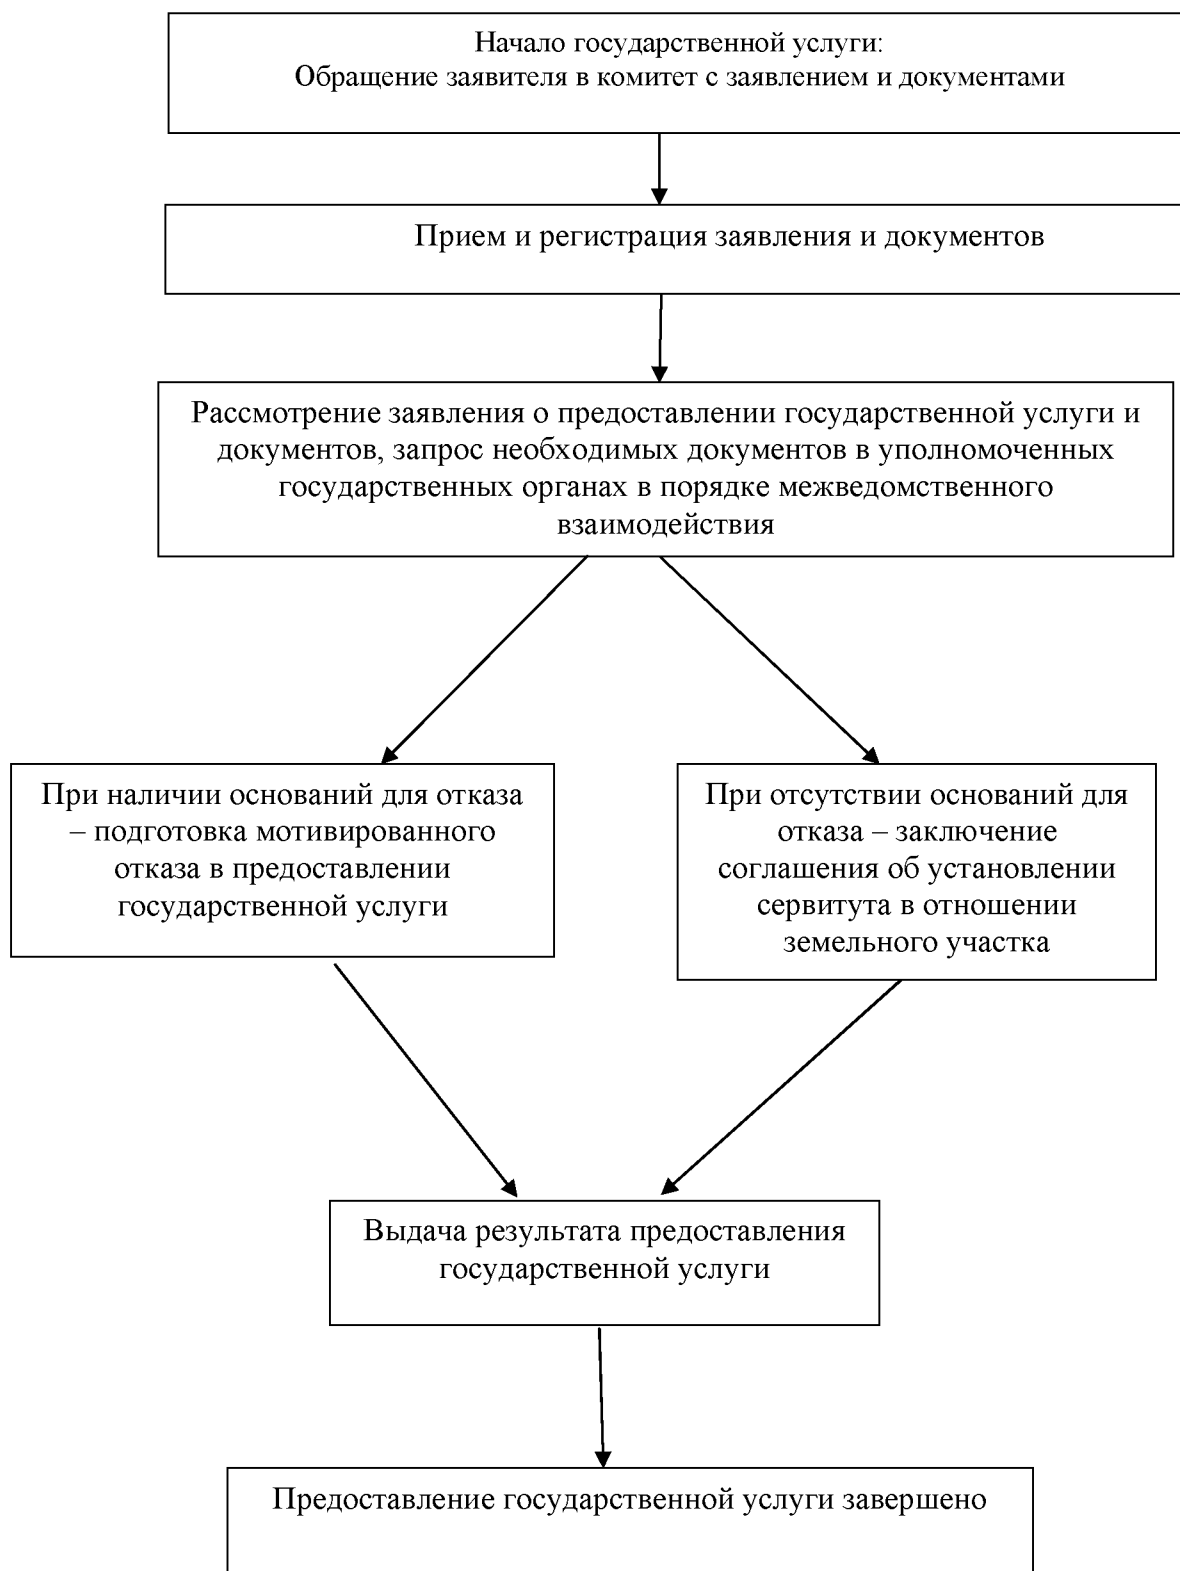 Начало государственной услуги:
Обращение заявителя в комитет с заявлением и документами
Прием и регистрация заявления и документов
Рассмотрение заявления о предоставлении государственной услуги и
документов, запрос необходимых документов в уполномоченных
государственных органах в порядке межведомственного
взаимодействия
При наличии оснований для отказа
– подготовка мотивированного
отказа в предоставлении
государственной услуги
При отсутствии оснований для
отказа – заключение
соглашения об установлении
сервитута в отношении
земельного участка
Выдача результата предоставления
государственной услуги
Предоставление государственной услуги завершено